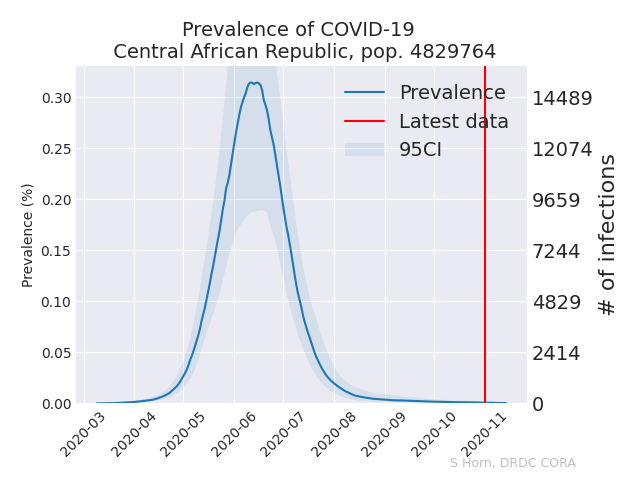 Prevalence of COVID-19
Central African Republic, pop. 4829764
Prevalence
Latest data
95CI
0.30
0.25
0.20
0.15
0.10
0.05
0.00
Prevalence (%)
14489
12074
9659
7244
4829
2414
0
# of infections
2020-03
2020-04
2020-05
2020-06
2020-07
2020-08
2020-09
2020-10
2020-11
S Horn, DRDC CORA